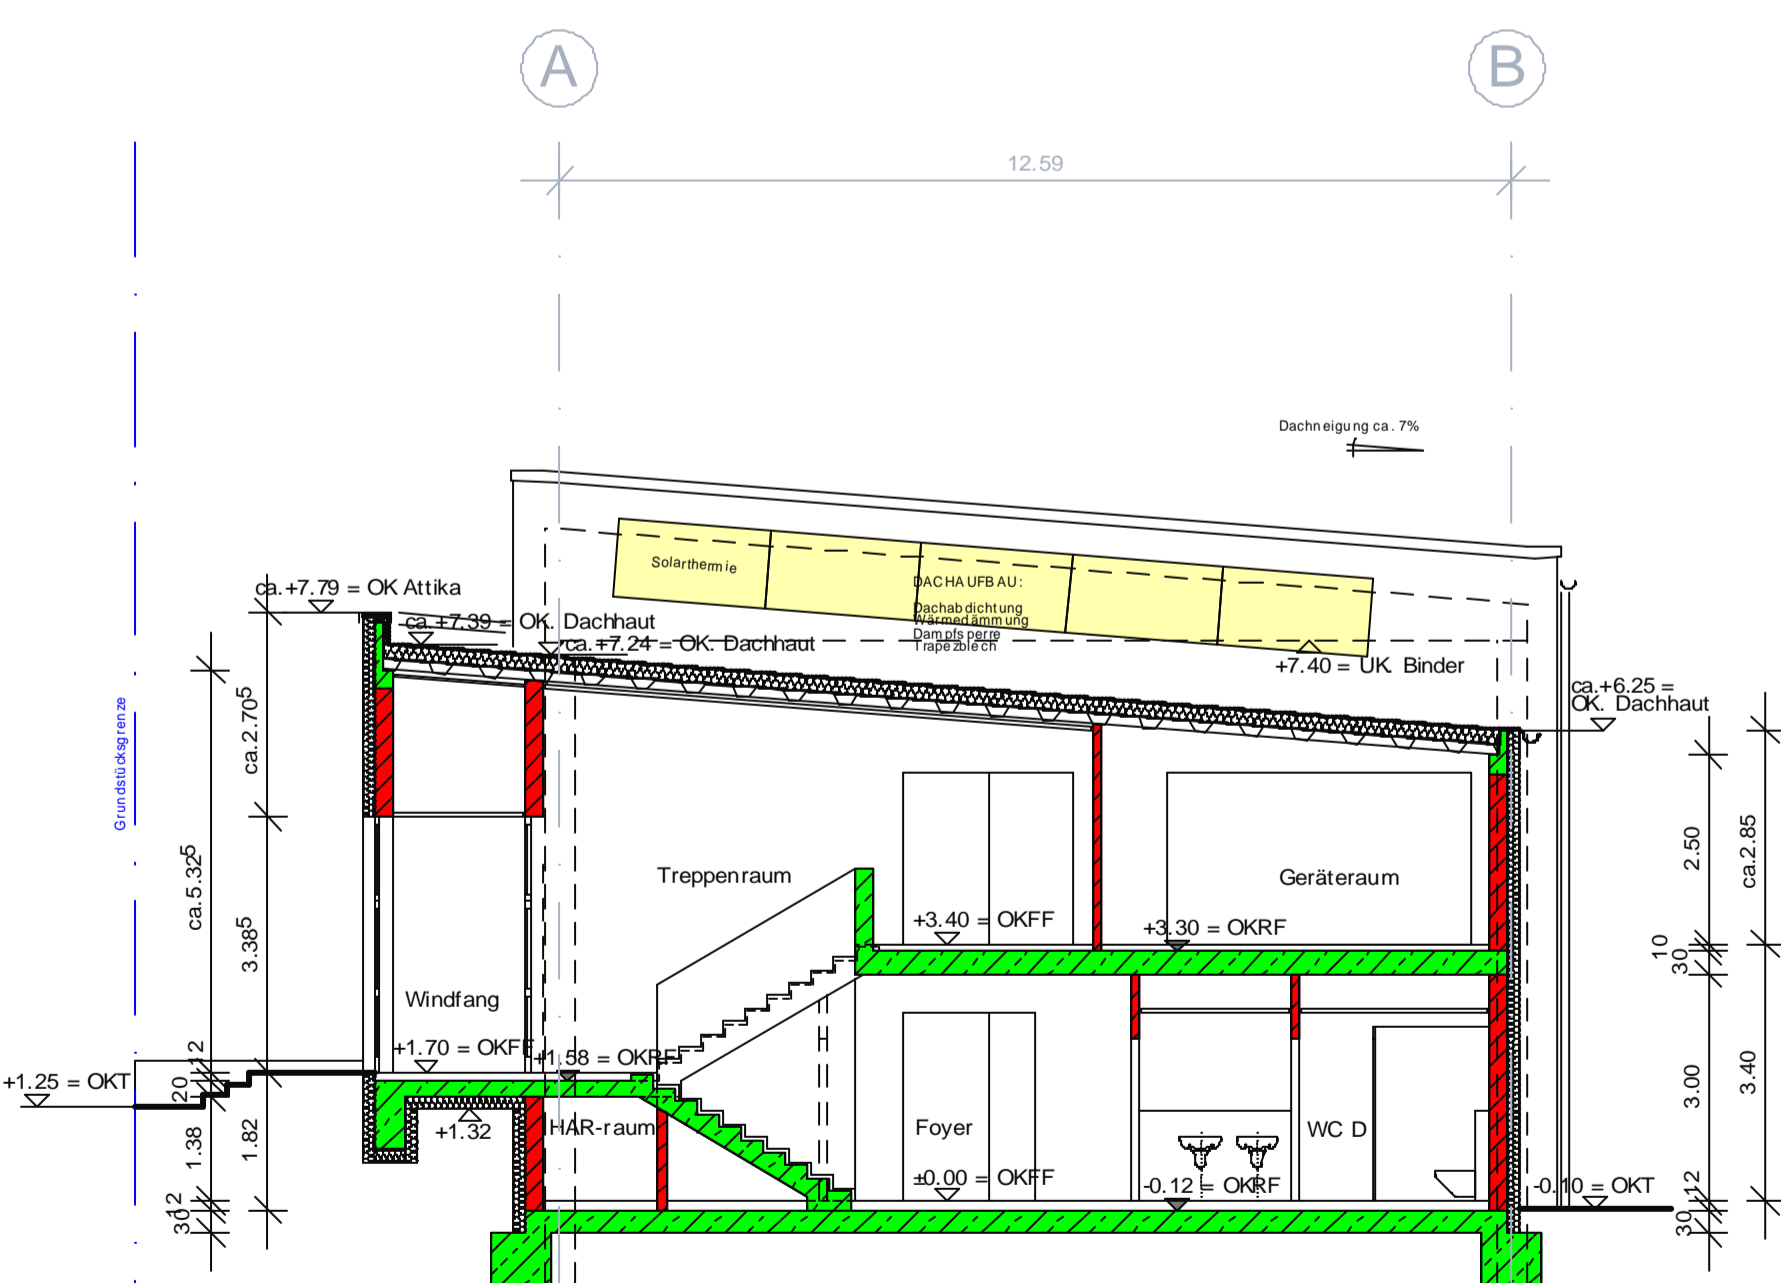 A
B
12.59
Dachneigung ca. 7%
Solarthermie
DACHAUFBAU:
Dachabdichtung
Wärmedämmung
Dampfsperre
Trapezblech
ca.+7.79 = OK Attika
ca.+7.39 = OK. Dachhaut
ca.+7.24 = OK. Dachhaut
+7.40 = UK. Binder
ca.+6.25 =
OK. Dachhaut
Grundstücksgrenze
ca.2.70⁵
ca.5.32⁵
3.38⁵
Treppenraum
Geräteraum
2.50
ca.2.85
+3.40 = OKFF
+3.30 = OKRF
10
30
Windfang
+1.70 = OKFF
+1.58 = OKRF
+1.25 = OKT
12
20
1.38
1.82
12
30
+1.32
HAR-raum
Foyer
WC D
±0.00 = OKFF
-0.12 = OKRF
-0.10 = OKT
3.00
3.40
12
30